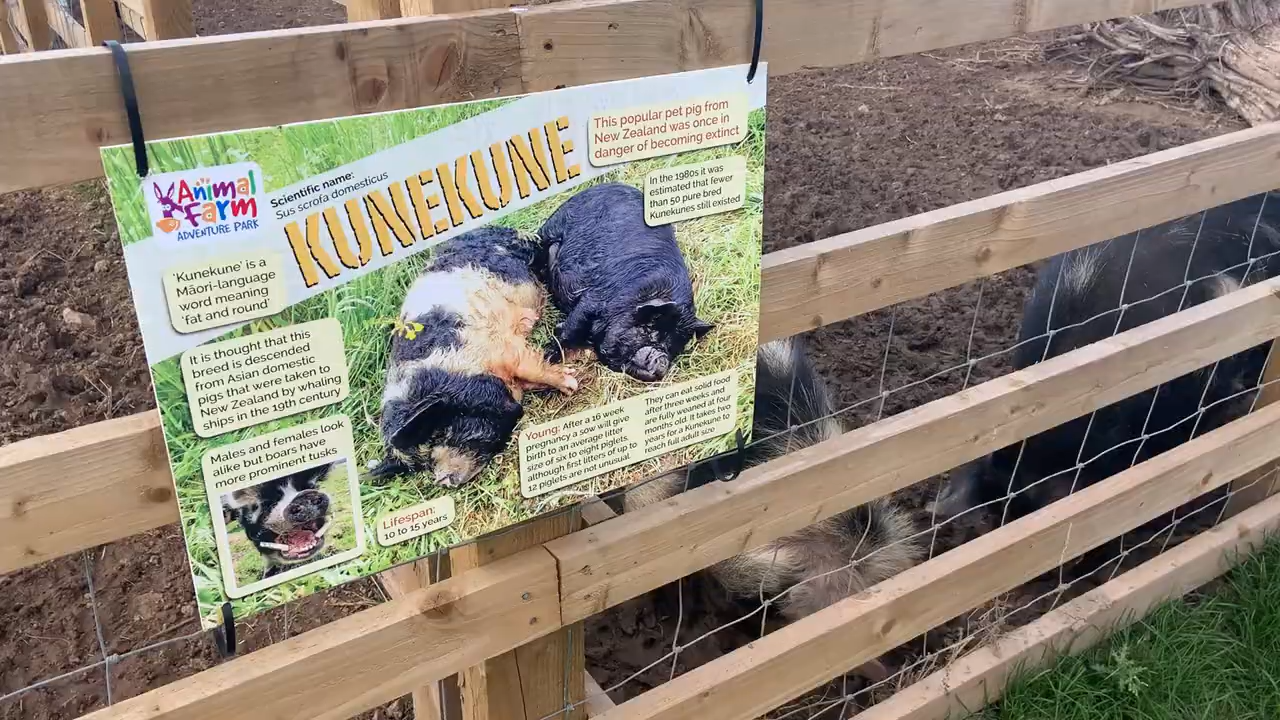 Animal
Farm
ADVENTURE PARK
Scientific name:
Sus scrofa domesticus
KUNEKUNE
This popular pet pig from
New Zealand was once in
danger of becoming extinct
In the 1980s it was
estimated that fewer
than 50 pure bred
Kunekunes still existed
'Kunekune' is a
Māori-language
word meaning
'fat and round'
It is thought that this
breed is descended
from Asian domestic
pigs that were taken to
New Zealand by whaling
ships in the 19th century
Males and females look
alike but boars have
more prominent tusks
Lifespan:
10 to 15 years
Young: After a 16 week
pregnancy a sow will give
birth to an average litter
size of six to eight piglets,
although first litters of up to
12 piglets are not unusual.
They can eat solid food
after three weeks and
are fully weaned at four
months old. It takes two
years for a Kunekune to
reach full adult size